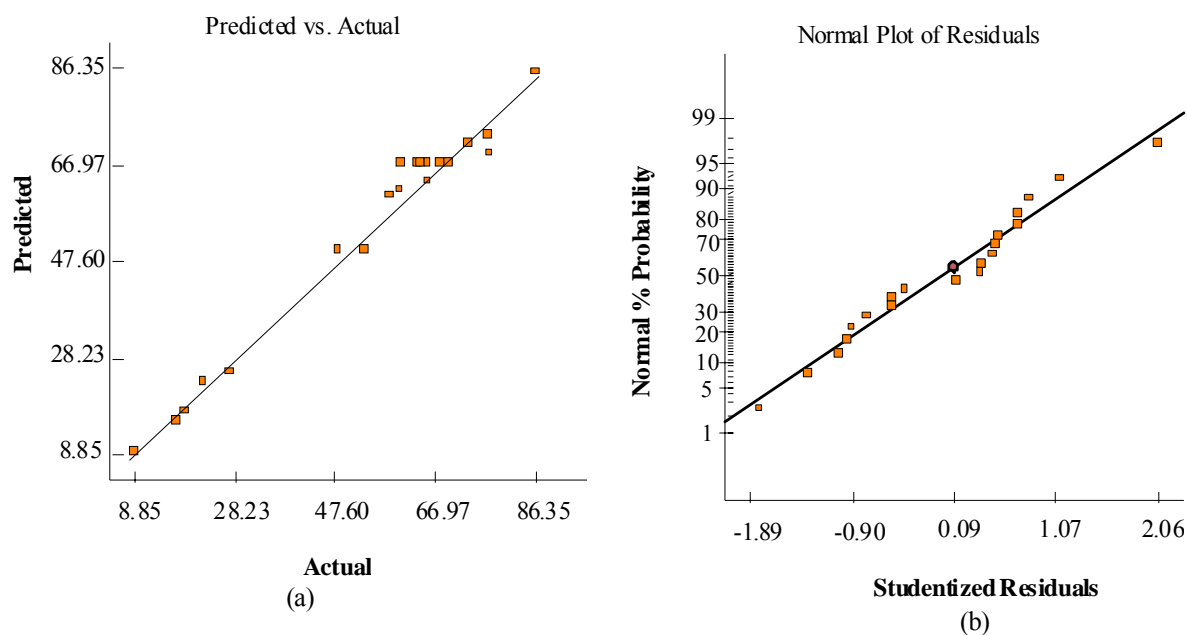 Predicted vs. Actual
86.35
66.97
47.60
28.23
8.85
Predicted
8.85 28.23 47.60 66.97 86.35
Actual
(a)
Normal Plot of Residuals
99
95
90
80
70
50
30
20
10
5
1
Normal % Probability
-1.89 -0.90 0.09 1.07 2.06
Studentized Residuals
(b)